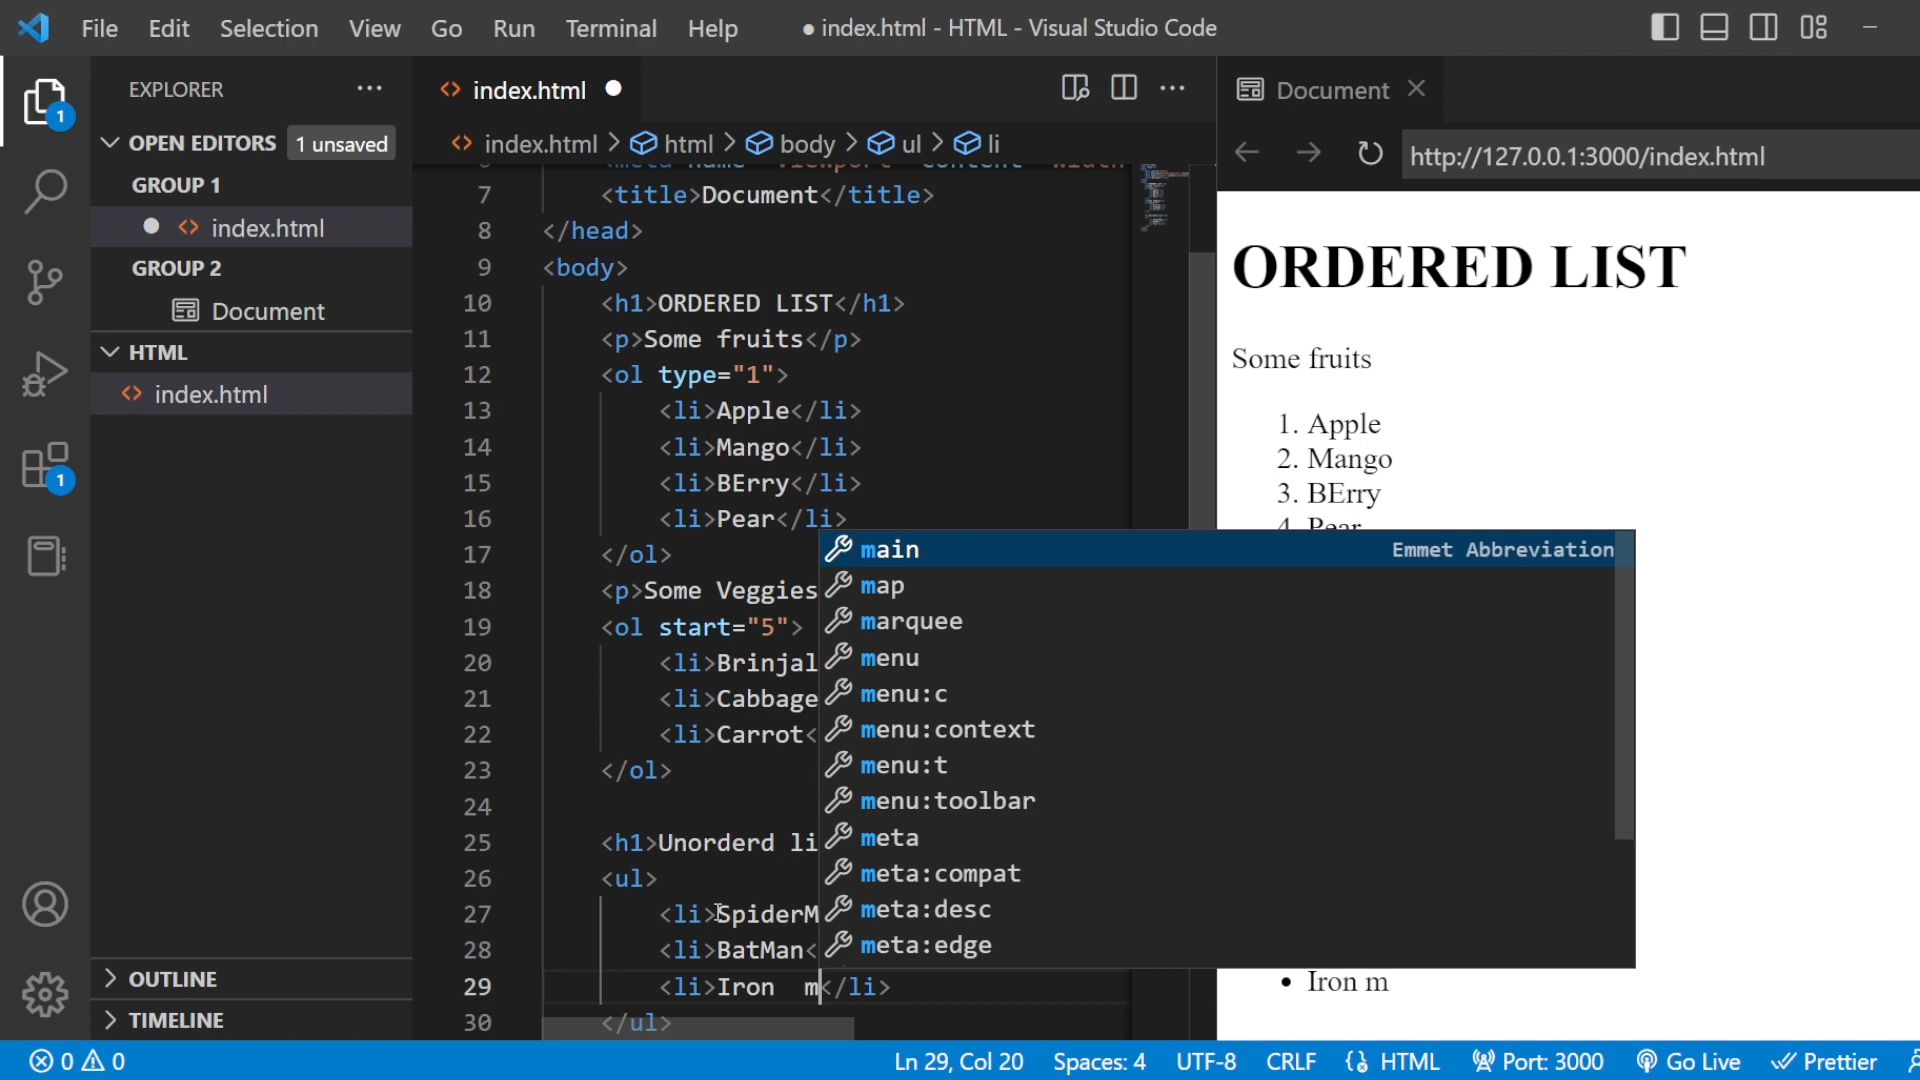 File Edit Selection View Go Run Terminal Help ● index.html - HTML - Visual Studio Code
EXPLORER ...
index.html
Document
OPEN EDITORS 1 unsaved
index.html > html > body > ul > li
GROUP 1
http://127.0.0.1:3000/index.html
index.html
GROUP 2
Document
HTML
index.html
7 <title>Document</title>
8 </head>
9 <body>
10 <h1>ORDERED LIST</h1>
11 <p>Some fruits</p>
12 <ol type="1">
13 <li>Apple</li>
14 <li>Mango</li>
15 <li>BErry</li>
16 <li>Pear</li>
17 </ol>
18 <p>Some Veggies
19 <ol start="5">
20 <li>Brinjal
21 <li>Cabbage
22 <li>Carrot<
23 </ol>
24
25 <h1>Unorderd li
26 <ul>
27 <li>SpiderM
28 <li>BatMan<
29 <li>Iron  m</li>
30 </ul>
main Emmet Abbreviation
map
marquee
menu
menu:c
menu:context
menu:t
menu:toolbar
meta
meta:compat
meta:desc
meta:edge
ORDERED LIST
Some fruits
1. Apple
2. Mango
3. BErry
4. Pear
• Iron m
1
1
OUTLINE
TIMELINE
0 0 Ln 29, Col 20 Spaces: 4 UTF-8 CRLF HTML Port: 3000 Go Live Prettier